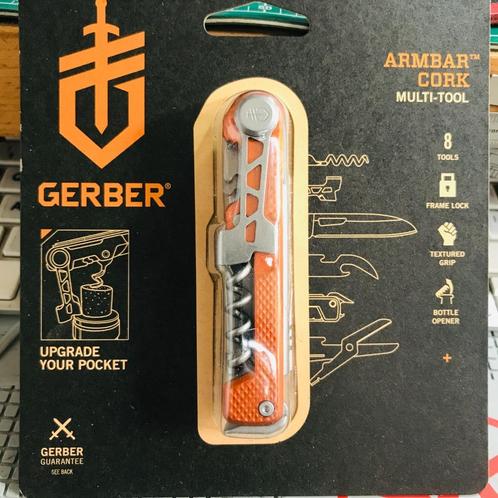 GERBER®
UPGRADE
YOUR POCKET
GERBER
GUARANTEE
SEE BACK
ARMBAR™
CORK
MULTI-TOOL
8
TOOLS
FRAME LOCK
TEXTURED
GRIP
BOTTLE
OPENER
+